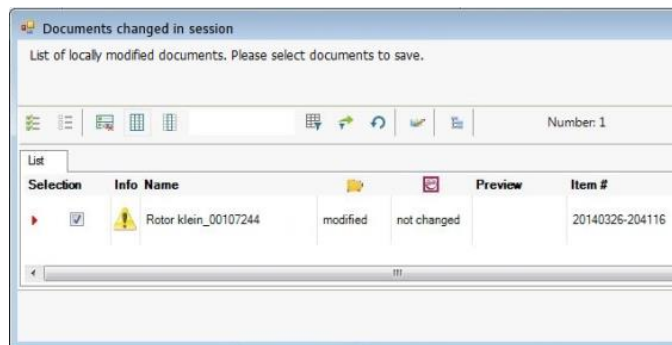 Documents changed in session
List of locally modified documents. Please select documents to save.
Number: 1
List
Selection Info Name Preview Item #
Rotor klein_00107244 modified not changed 20140326-204116